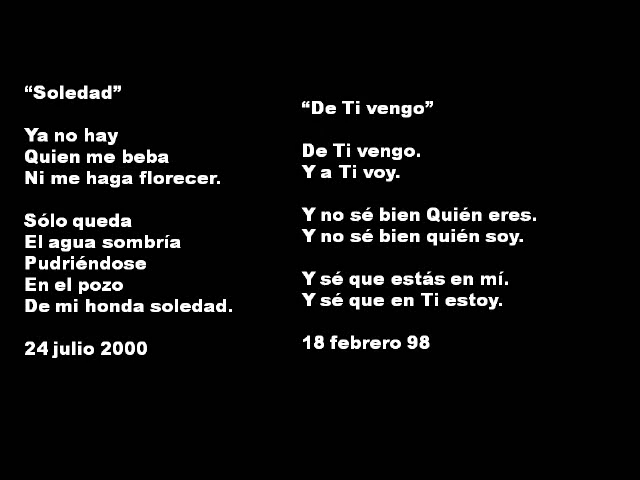 “Soledad”
Ya no hay
Quien me beba
Ni me haga florecer.
Sólo queda
El agua sombría
Pudriéndose
En el pozo
De mi honda soledad.
24 julio 2000
“De Ti vengo”
De Ti vengo.
Y a Ti voy.
Y no sé bien Quién eres.
Y no sé bien quién soy.
Y sé que estás en mí.
Y sé que en Ti estoy.
18 febrero 98